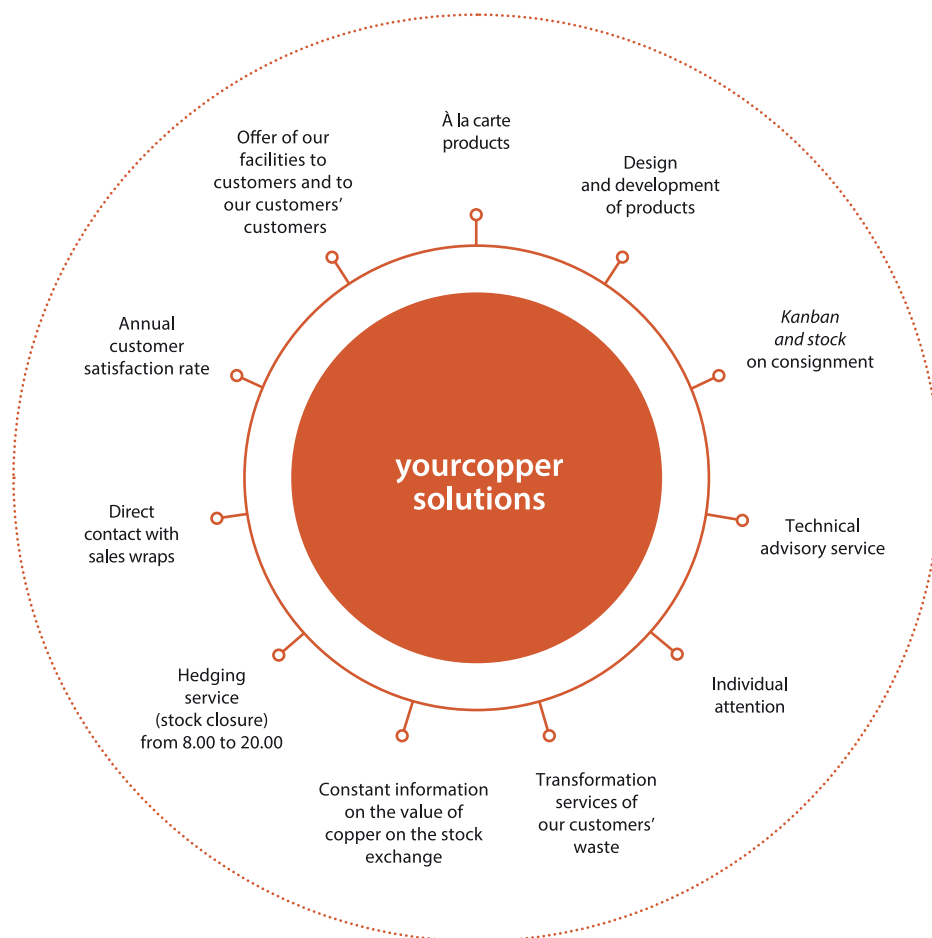 À la carte
products
Design
and development
of products
Kanban
and stock
on consignment
Technical
advisory service
Individual
attention
Transformation
services of
our customers'
waste
Constant information
on the value of
copper on the stock
exchange
Hedging
service
(stock closure)
from 8.00 to 20.00
Direct
contact with
sales wraps
Annual
customer
satisfaction rate
Offer of our
facilities to
customers and to
our customers’
customers
yourcopper
solutions